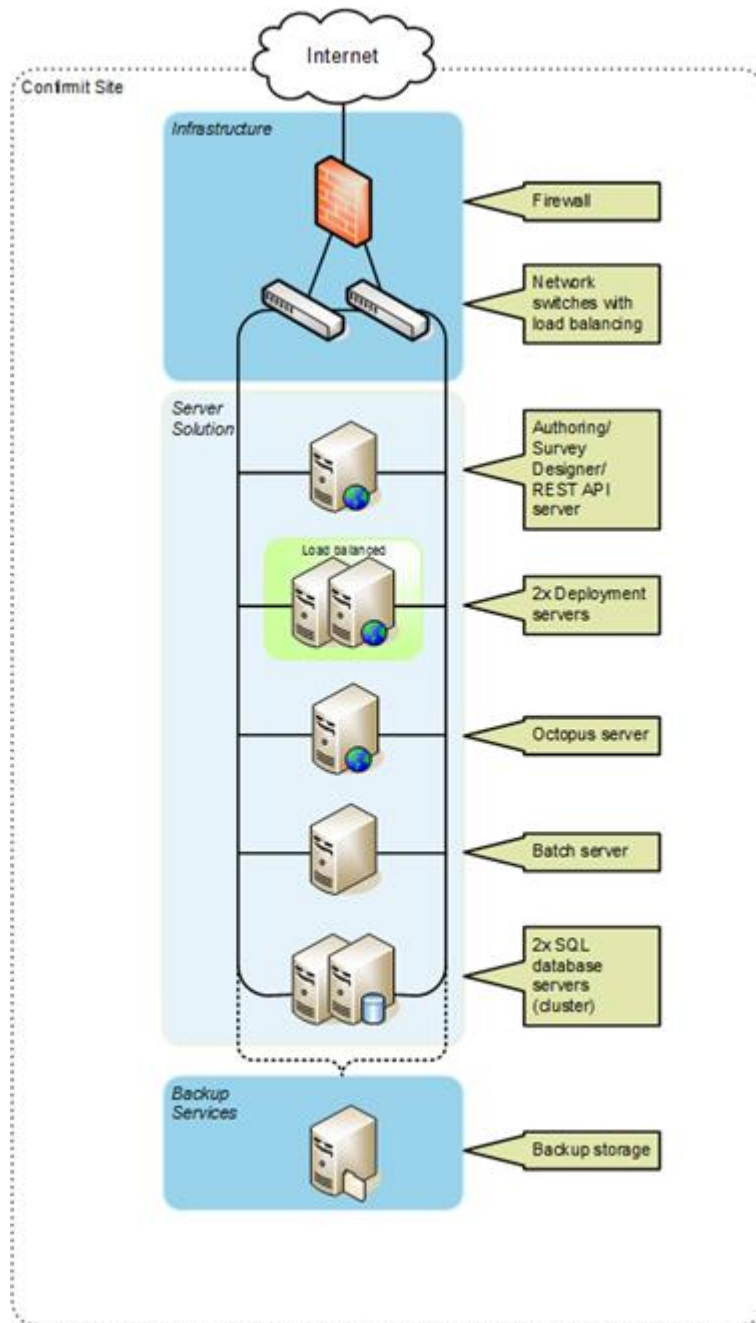 Internet
Confirmit Site
Infrastructure
Firewall
Network
switches with
load balancing
Server
Solution
Authoring/
Survey
Designer/
REST API
server
Load balanced
2x Deployment
servers
Octopus server
Batch server
2x SQL
database
servers
(cluster)
Backup
Services
Backup storage